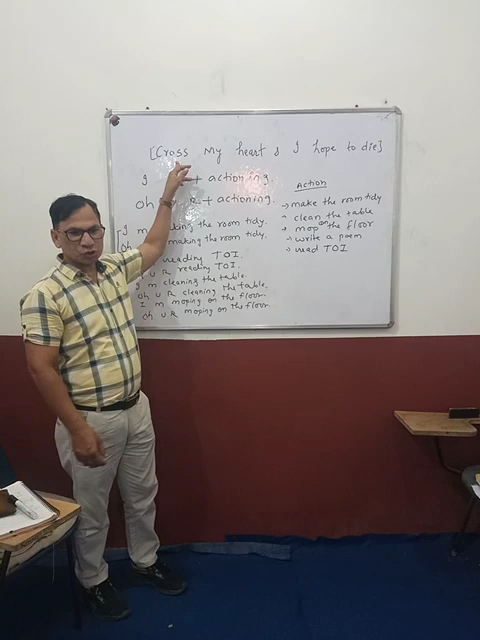 [Cross My heart & I hope to die]
I + actioning.
oh R + actioning.
I making the room tidy.
oh making the room tidy.
reading TOI.
oh u R reading TOI.
I m cleaning the table.
oh u R cleaning the table.
I m moping on the floor.
oh u R moping on the floor.
Action
→ make the room tidy
→ clean the table
→ mop on the floor
→ write a poem
→ read TOI